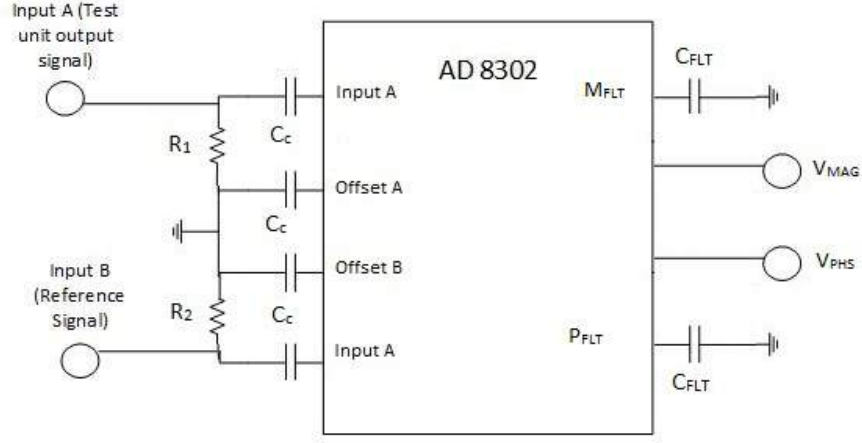 Input A (Test
unit output
signal)
R1
Cc
Input A
AD 8302
MFLT
CFLT
Cc
Offset A
VMAG
Input B
(Reference
Signal)
Offset B
VPHS
R2
Cc
Input A
PFLT
CFLT